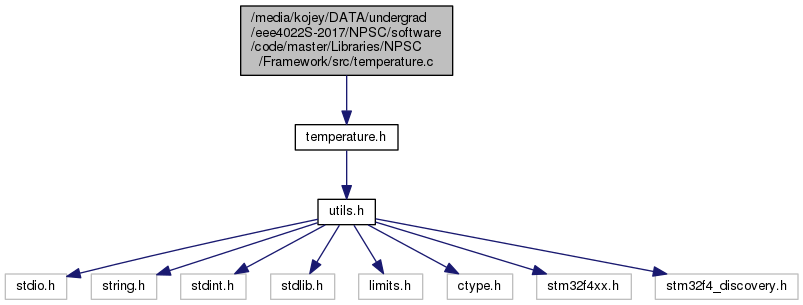 /media/kojey/DATA/undergrad
/eee4022S-2017/NPSC/software
/code/master/Libraries/NPSC
/Framework/src/temperature.c
temperature.h
utils.h
stdio.h
string.h
stdint.h
stdlib.h
limits.h
ctype.h
stm32f4xx.h
stm32f4_discovery.h